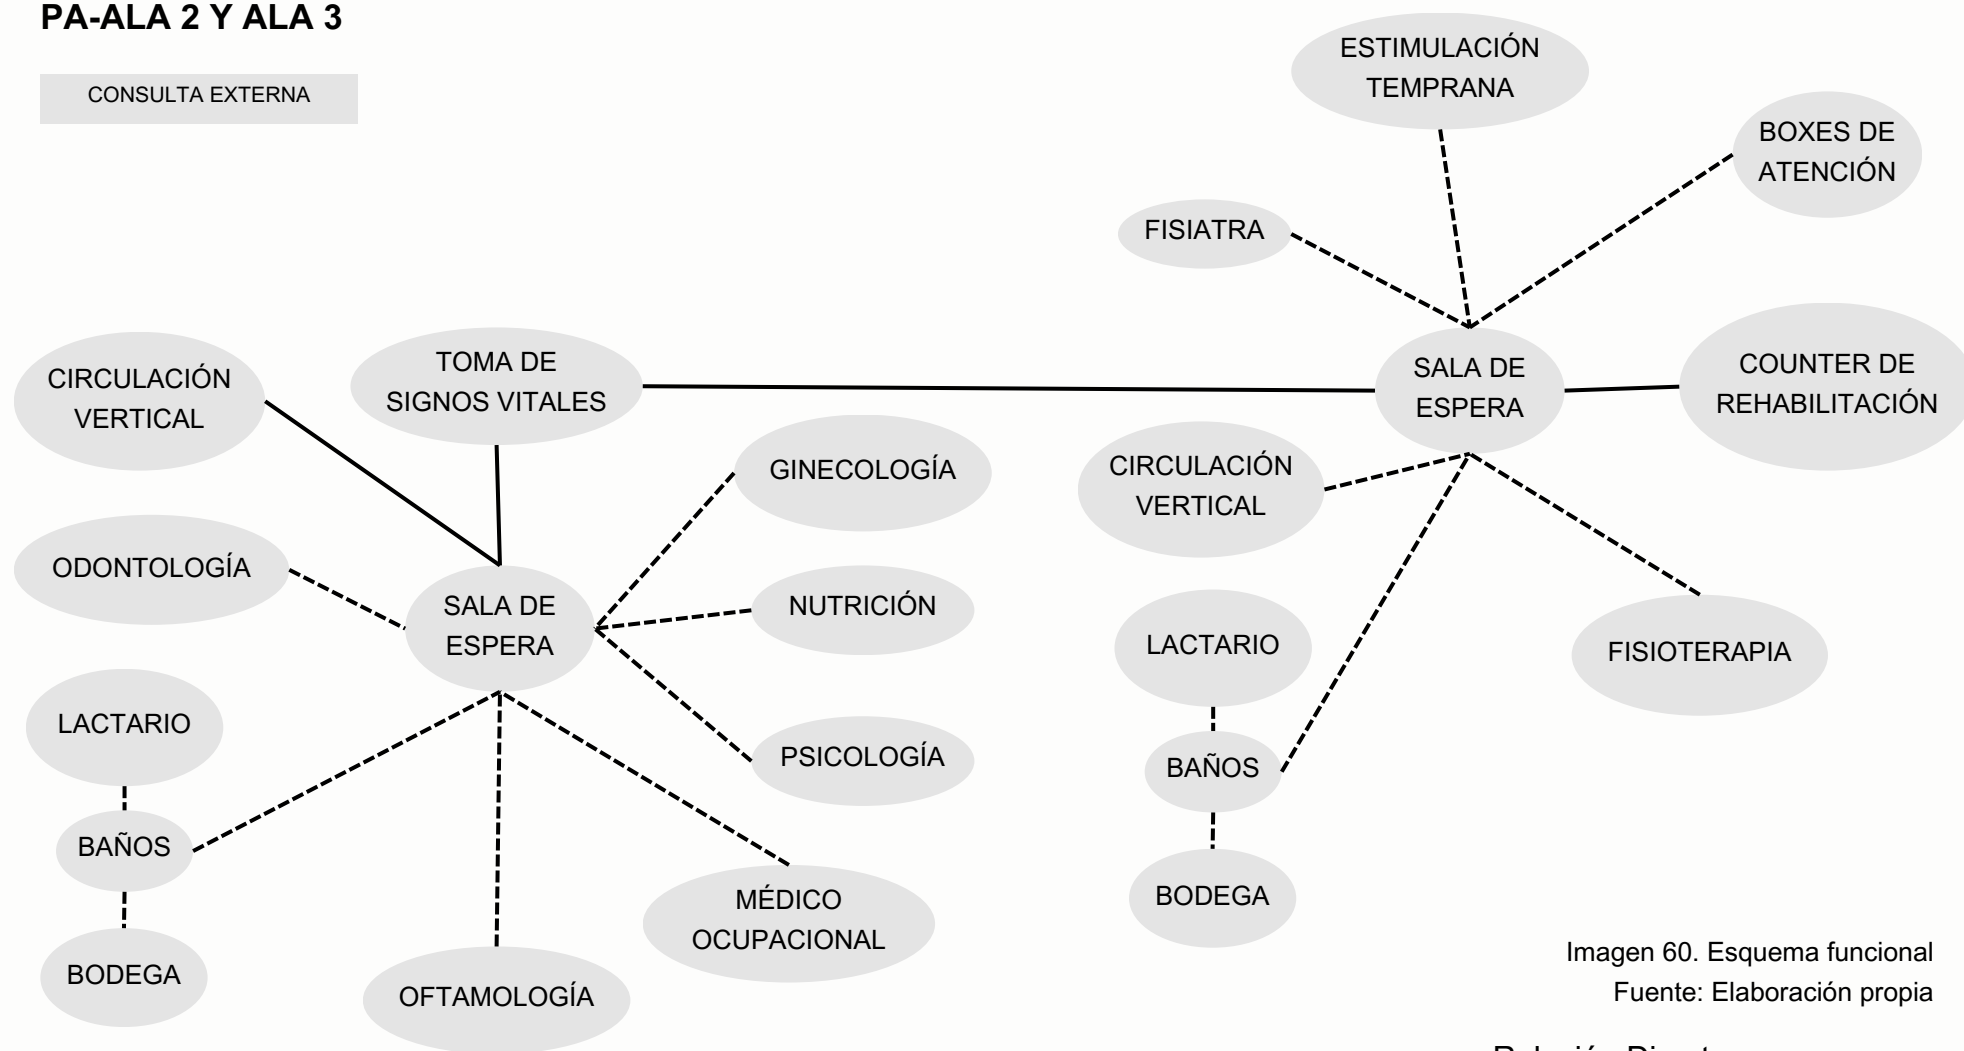 PA-ALA 2 Y ALA 3
CONSULTA EXTERNA
ESTIMULACIÓN
TEMPRANA
BOXES DE
ATENCIÓN
FISIATRA
CIRCULACIÓN
VERTICAL
TOMA DE
SIGNOS VITALES
SALA DE
ESPERA
COUNTER DE
REHABILITACIÓN
GINECOLOGÍA
CIRCULACIÓN
VERTICAL
ODONTOLOGÍA
SALA DE
ESPERA
NUTRICIÓN
LACTARIO
FISIOTERAPIA
LACTARIO
PSICOLOGÍA
BAÑOS
BAÑOS
MÉDICO
OCUPACIONAL
BODEGA
BODEGA
OFTAMOLOGÍA
Imagen 60. Esquema funcional
Fuente: Elaboración propia